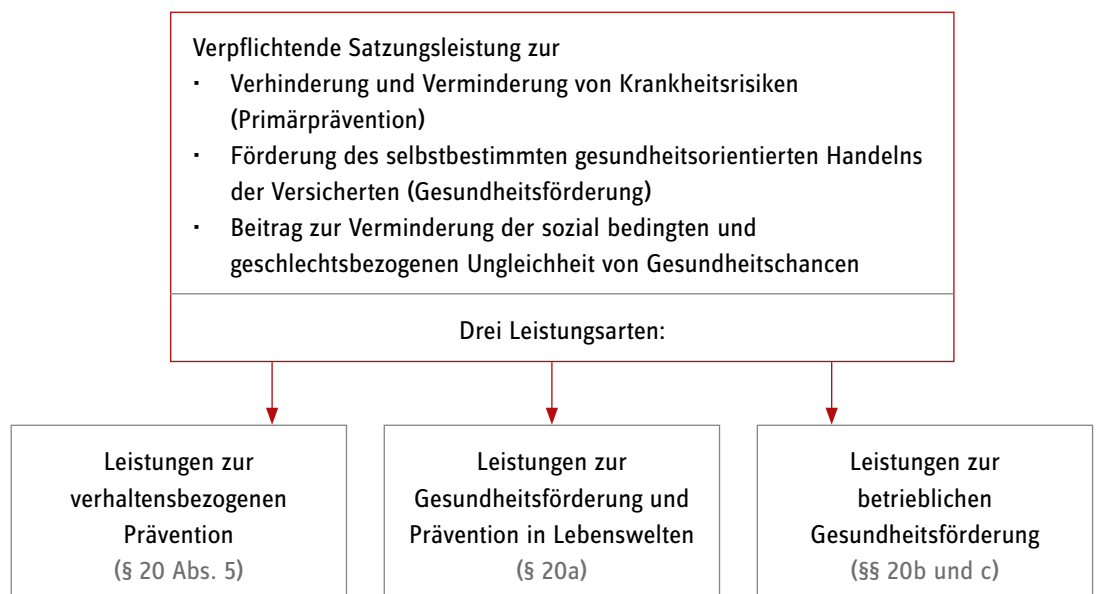 Verpflichtende Satzungsleistung zur
· Verhinderung und Verminderung von Krankheitsrisiken
(Primärprävention)
· Förderung des selbstbestimmten gesundheitsorientierten Handelns
der Versicherten (Gesundheitsförderung)
· Beitrag zur Verminderung der sozial bedingten und
geschlechtsbezogenen Ungleichheit von Gesundheitschancen
Drei Leistungsarten:
Leistungen zur
verhaltensbezogenen
Prävention
(§ 20 Abs. 5)
Leistungen zur
Gesundheitsförderung und
Prävention in Lebenswelten
(§ 20a)
Leistungen zur
betrieblichen
Gesundheitsförderung
(§§ 20b und c)